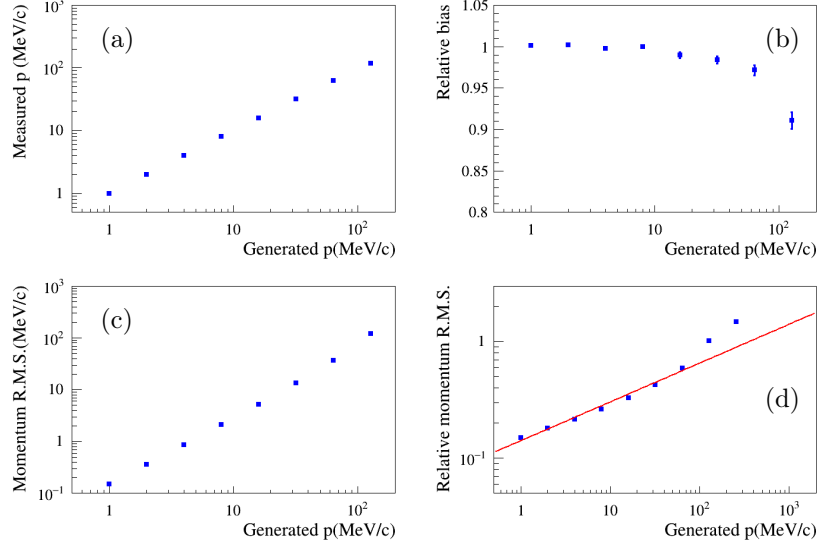 Measured p (MeV/c)
10³
10²
10
1
(a)
1
10
10²
Generated p(MeV/c)
Relative bias
1.05
1
0.95
0.9
0.85
0.8
(b)
1
10
10²
Generated p(MeV/c)
Momentum R.M.S.(MeV/c)
10³
10²
10
1
10⁻¹
(c)
1
10
10²
Generated p(MeV/c)
Relative momentum R.M.S.
1
10⁻¹
(d)
1
10
10²
10³
Generated p(MeV/c)